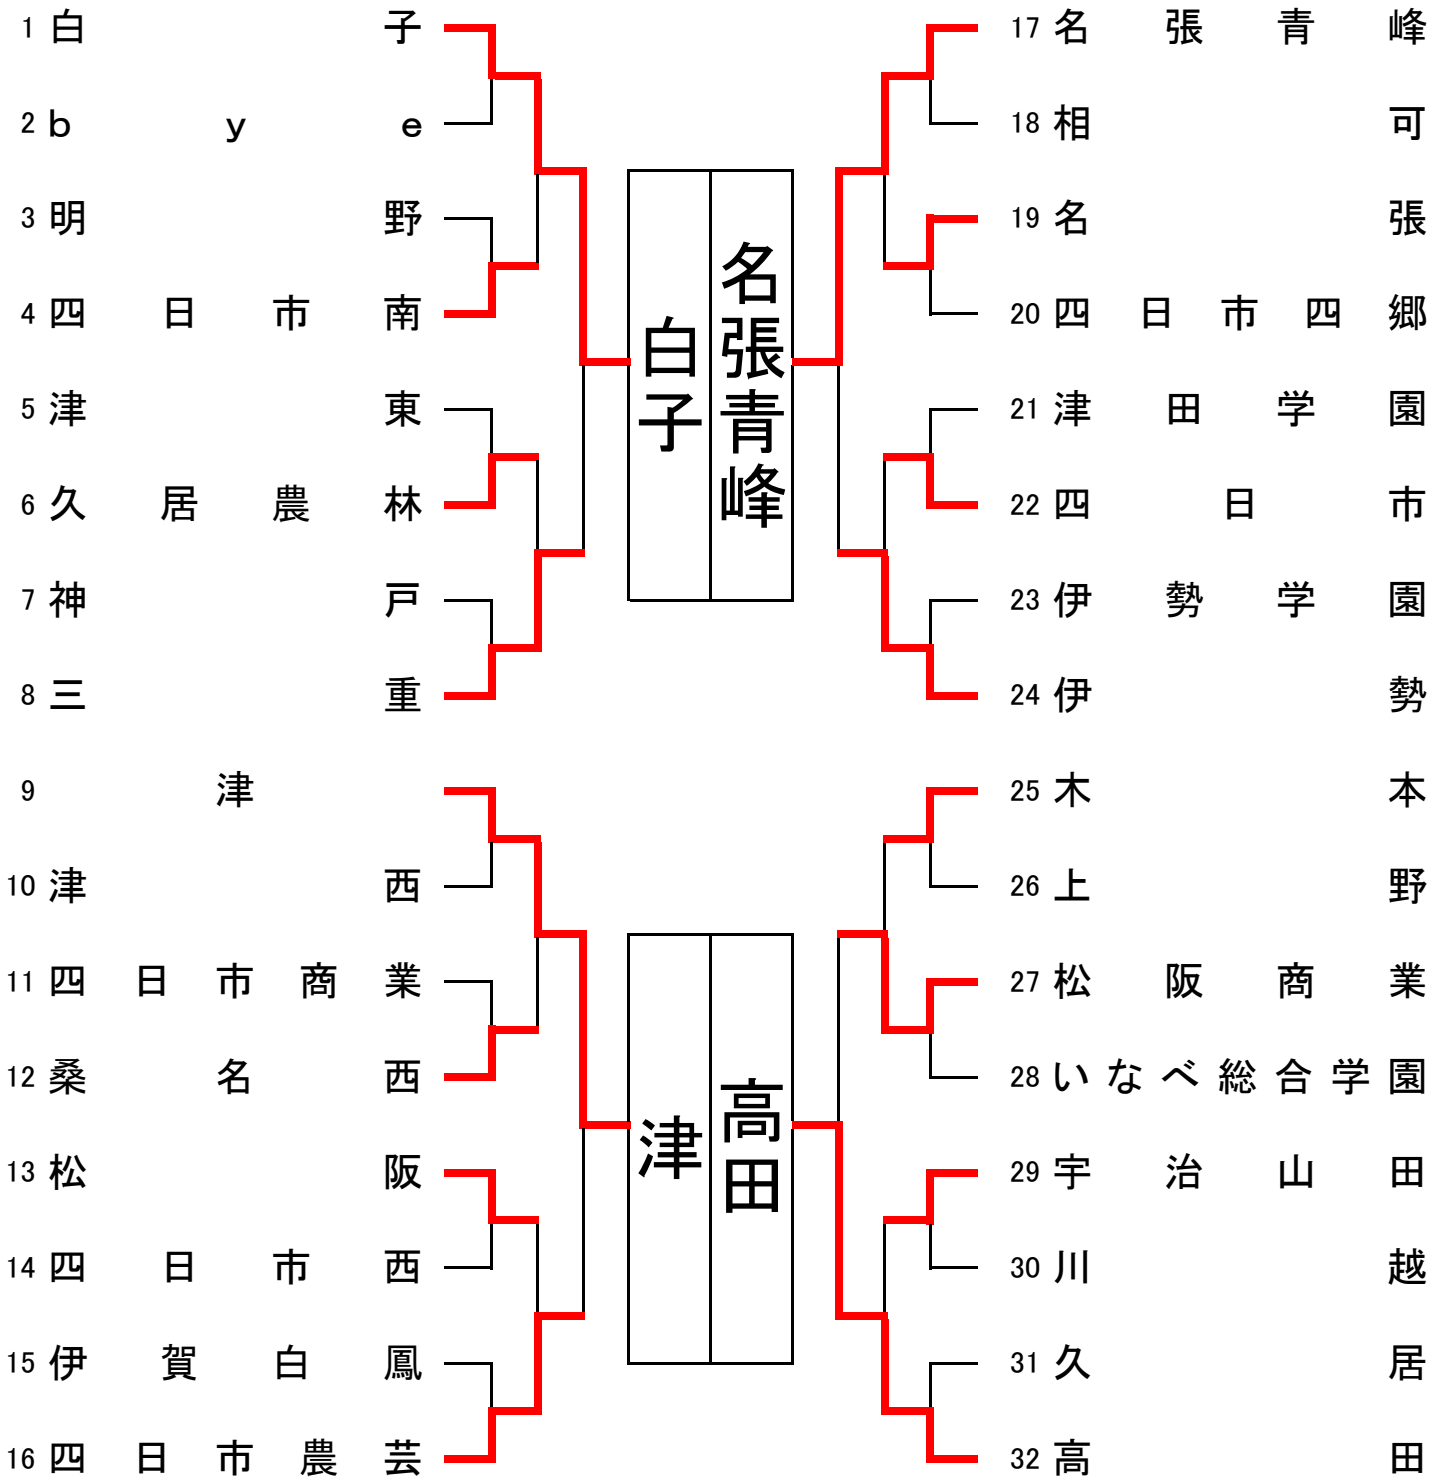 1 白子
2 bye
3 明野
4 四日市南
5 津東
6 久居農林
7 神戸
8 三重
9 津
10 津西
11 四日市商業
12 桑名西
13 松阪
14 四日市西
15 伊賀白鳳
16 四日市農芸
白子
名張青峰
津
高田
17 名張青峰
18 相可
19 名張
20 四日市四郷
21 津田学園
22 四日市
23 伊勢学園
24 伊勢
25 木本
26 上野
27 松阪商業
28 いなべ総合学園
29 宇治山田
30 川越
31 久居
32 高田